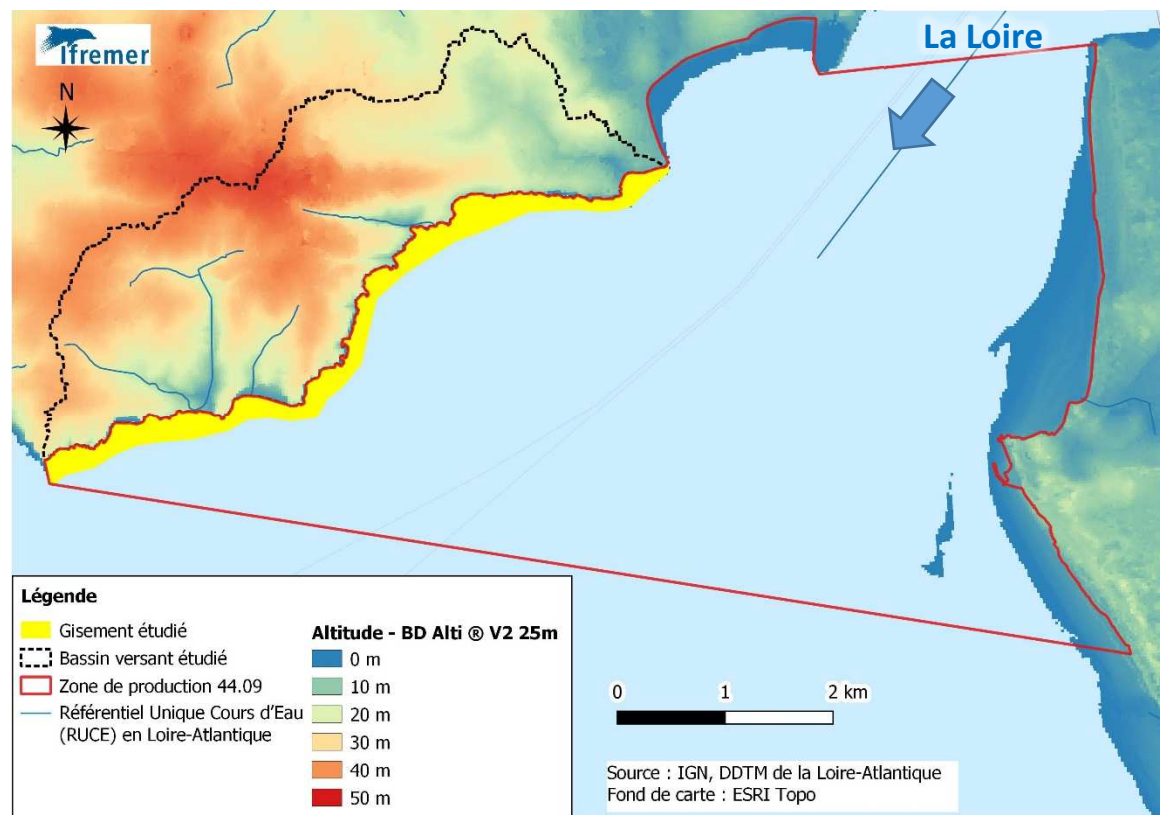 Ifremer
N
La Loire
Légende
Gisement étudié
Bassin versant étudié
Zone de production 44.09
Référentiel Unique Cours d'Eau
(RUCE) en Loire-Atlantique
Altitude - BD Alti ® V2 25m
0 m
10 m
20 m
30 m
40 m
50 m
0 1 2 km
Source : IGN, DDTM de la Loire-Atlantique
Fond de carte : ESRI Topo